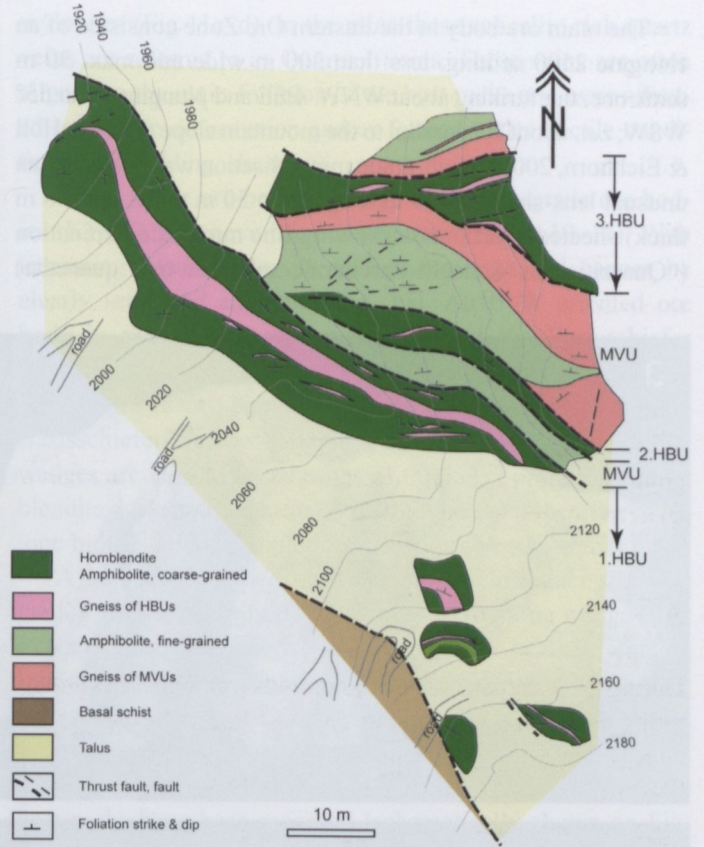 1920
1940
1960
1980
N
3.HBU
MVU
2.HBU
MVU
1.HBU
road
2000
2020
2040
road
2060
2080
2100
2120
2140
2160
2180
road
road
Hornblendite
Amphibolite, coarse-grained
Gneiss of HBUs
Amphibolite, fine-grained
Gneiss of MVUs
Basal schist
Talus
Thrust fault, fault
Foliation strike & dip
10 m